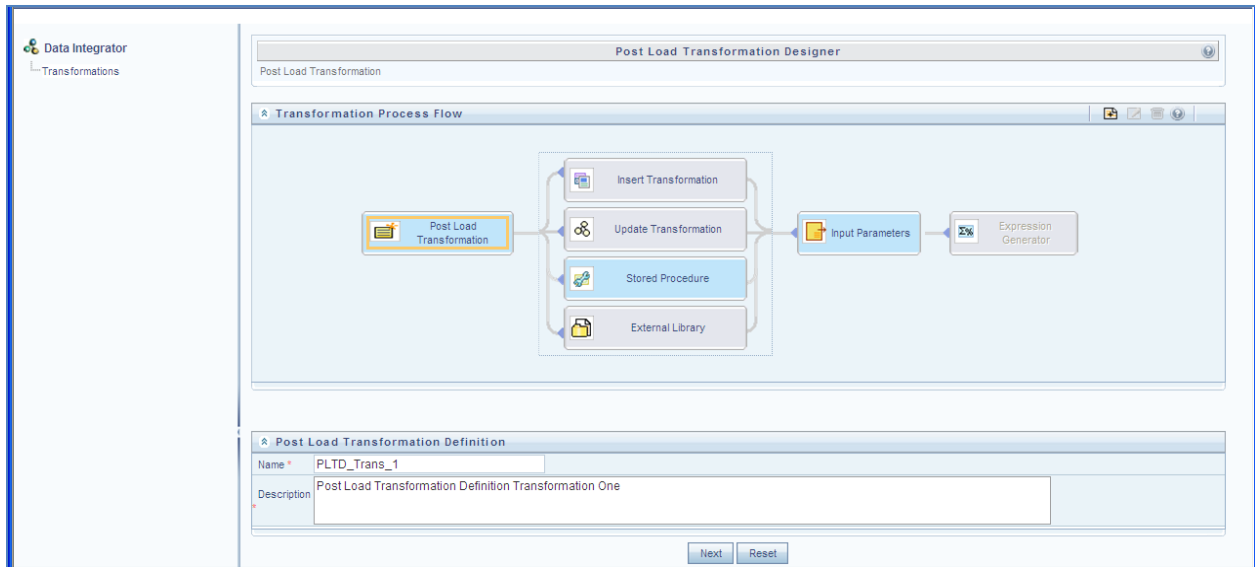 Data Integrator
Transformations
Post Load Transformation Designer
Post Load Transformation
Transformation Process Flow
Insert Transformation
Post Load
Transformation
Update Transformation
Input Parameters
Σ%
Expression
Generator
Stored Procedure
External Library
Post Load Transformation Definition
Name *
PLTD_Trans_1
Description
*
Post Load Transformation Definition Transformation One
Next
Reset